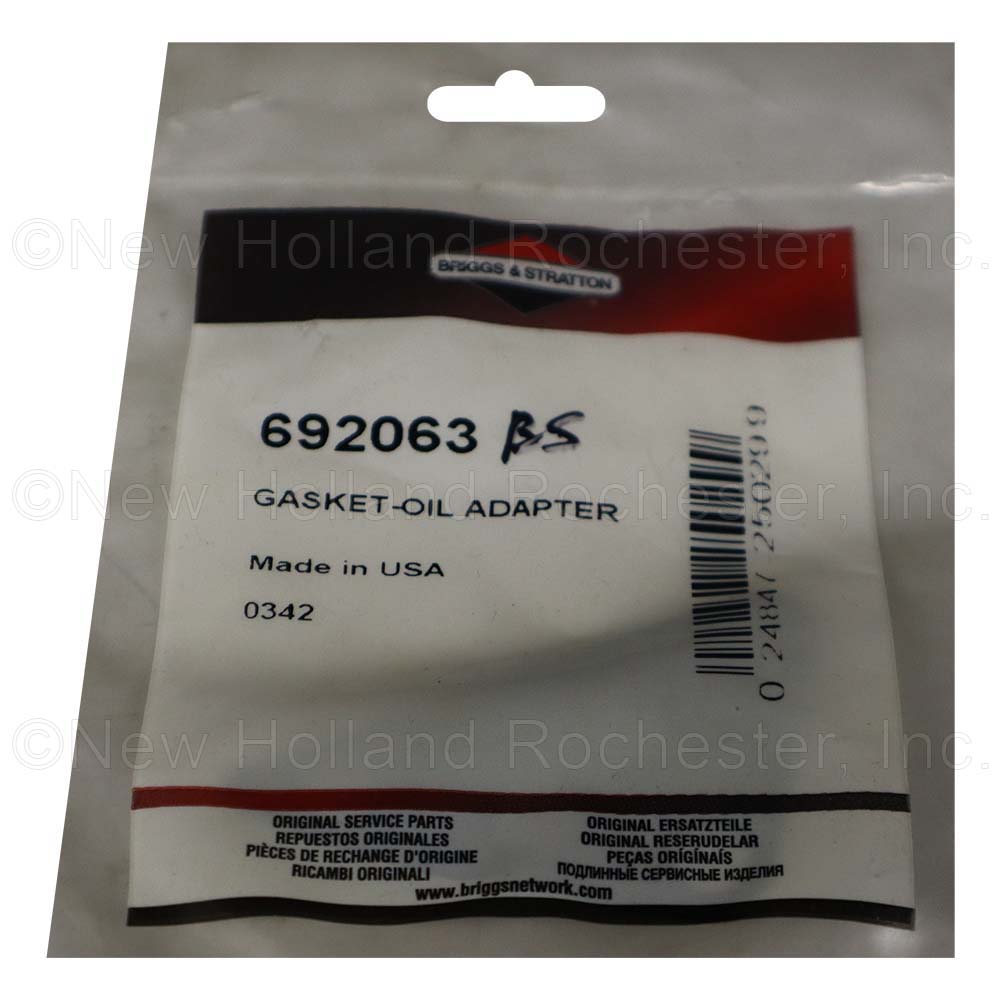 ©New Holland Rochester, Inc.
BRIGGS & STRATTON
692063 BS
©New Holland Rochester, Inc.
GASKET-OIL ADAPTER
Made in USA
0342
0 24847 25029 9
©New Holland Rochester, Inc.
ORIGINAL SERVICE PARTS
REPUESTOS ORIGINALES
PIÈCES DE RECHANGE D'ORIGINE
RICAMBI ORIGINALI
ORIGINAL ERSATZTEILE
ORIGINAL RESERUDELAR
PEÇAS ORÍGÍNAÍS
ПОДЛИННЫЕ СЕРВИСНЫЕ ИЗДЕЛИЯ
www.briggsnetwork.com